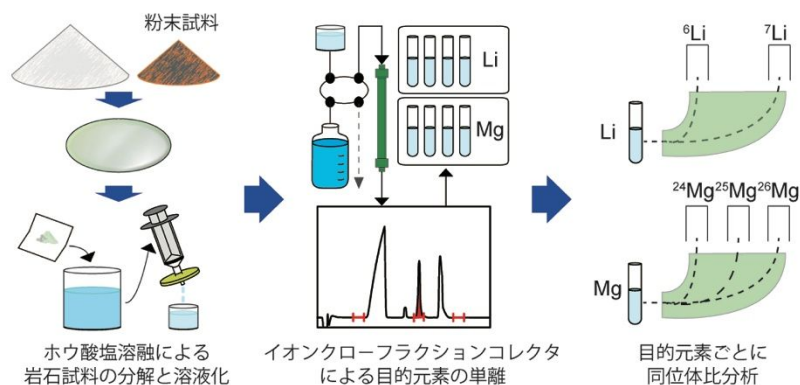 粉末試料
ホウ酸塩溶融による
岩石試料の分解と溶液化
Li
Mg
イオンクローフラクションコレクタ
による目的元素の単離
⁶Li
⁷Li
Li
²⁴Mg²⁵Mg²⁶Mg
Mg
目的元素ごとに
同位体比分析